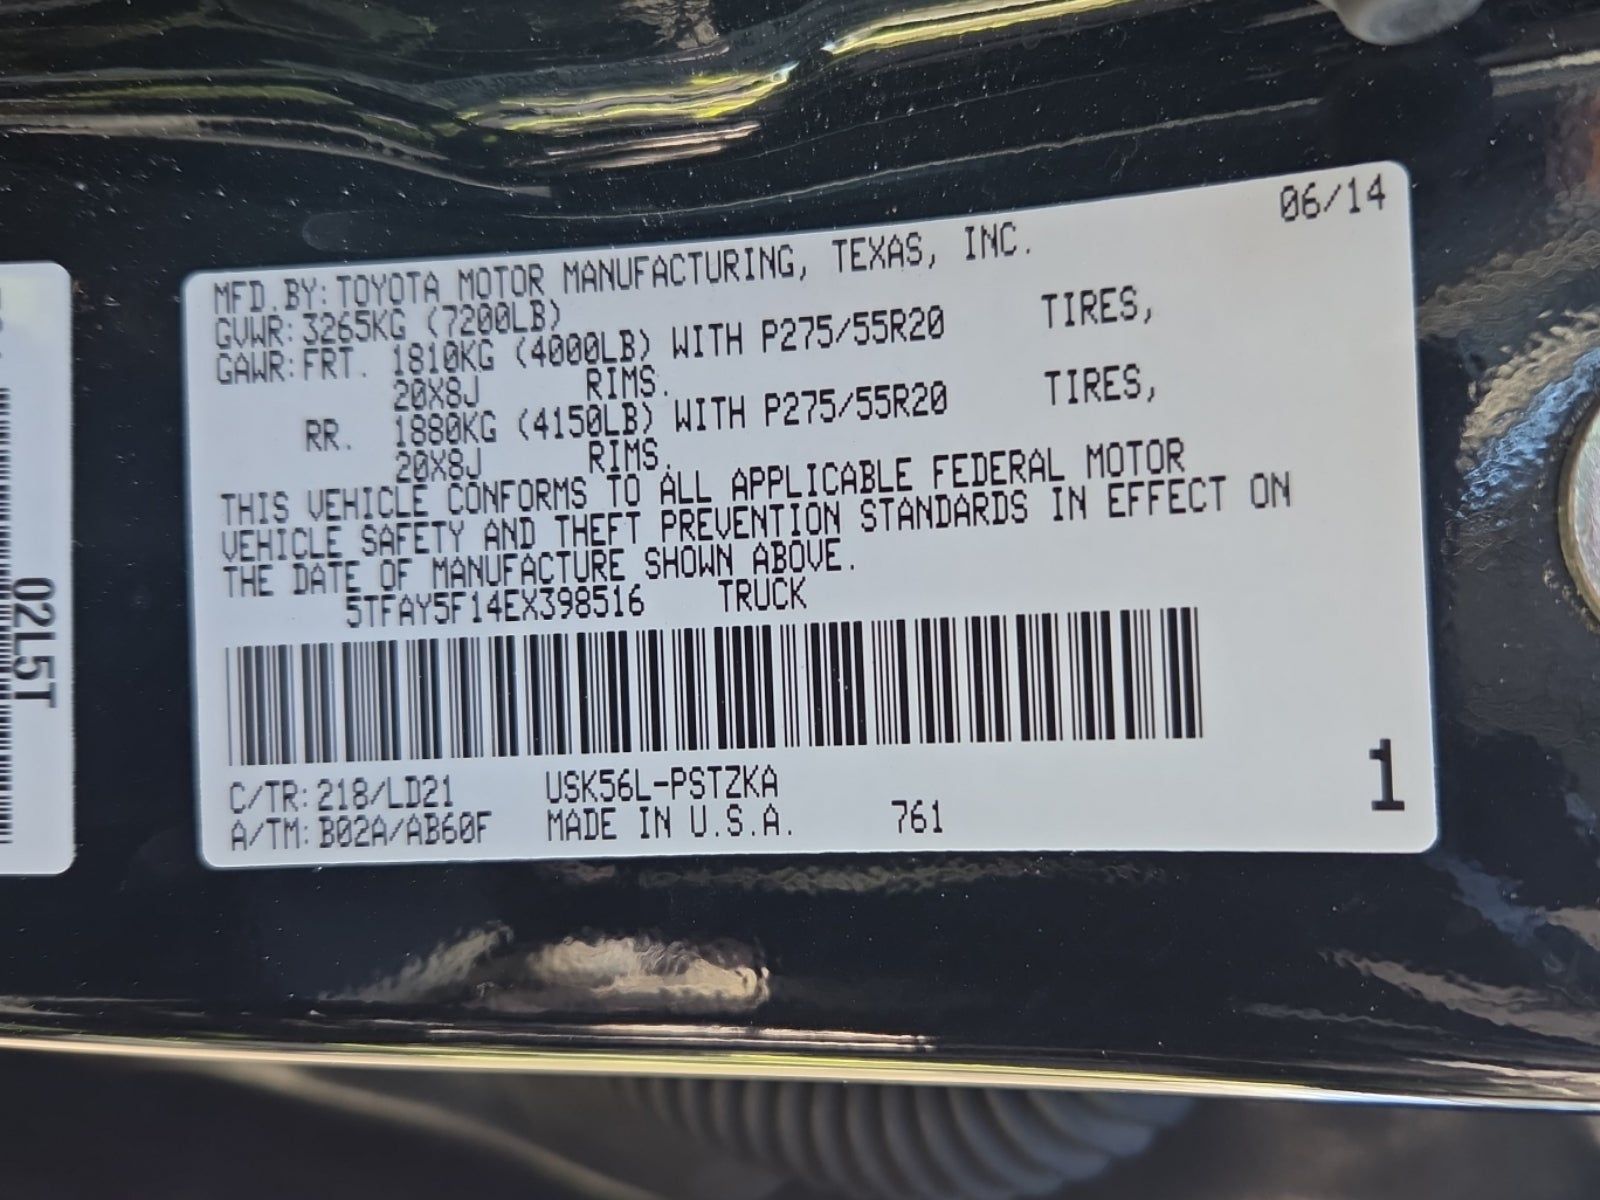 06/14
MFD.BY:TOYOTA MOTOR MANUFACTURING, TEXAS, INC.
GVWR:3265KG (7200LB)
GAWR:FRT. 1810KG (4000LB) WITH P275/55R20 TIRES,
20X8J RIMS.
RR. 1880KG (4150LB) WITH P275/55R20 TIRES,
20X8J RIMS.
THIS VEHICLE CONFORMS TO ALL APPLICABLE FEDERAL MOTOR
VEHICLE SAFETY AND THEFT PREVENTION STANDARDS IN EFFECT ON
THE DATE OF MANUFACTURE SHOWN ABOVE.
5TFAY5F14EX398516 TRUCK
C/TR:218/LD21 USK56L-PSTZKA
A/TM:B02A/AB60F MADE IN U.S.A. 761
1
02L5T